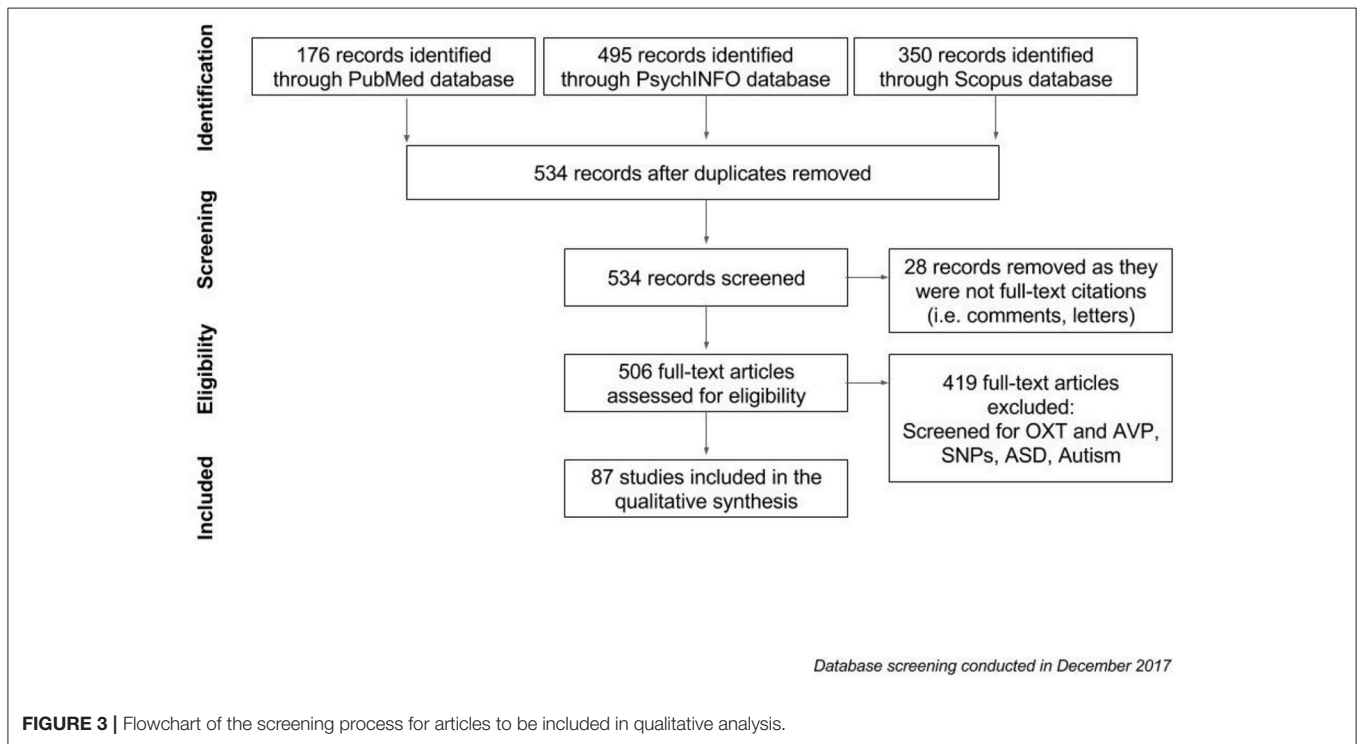 Identification
176 records identified
through PubMed database
495 records identified
through PsychINFO database
350 records identified
through Scopus database
534 records after duplicates removed
Screening
534 records screened
28 records removed as they
were not full-text citations
(i.e. comments, letters)
Eligibility
506 full-text articles
assessed for eligibility
419 full-text articles
excluded:
Screened for OXT and AVP,
SNPs, ASD, Autism
Included
87 studies included in the
qualitative synthesis
Database screening conducted in December 2017
FIGURE 3 | Flowchart of the screening process for articles to be included in qualitative analysis.